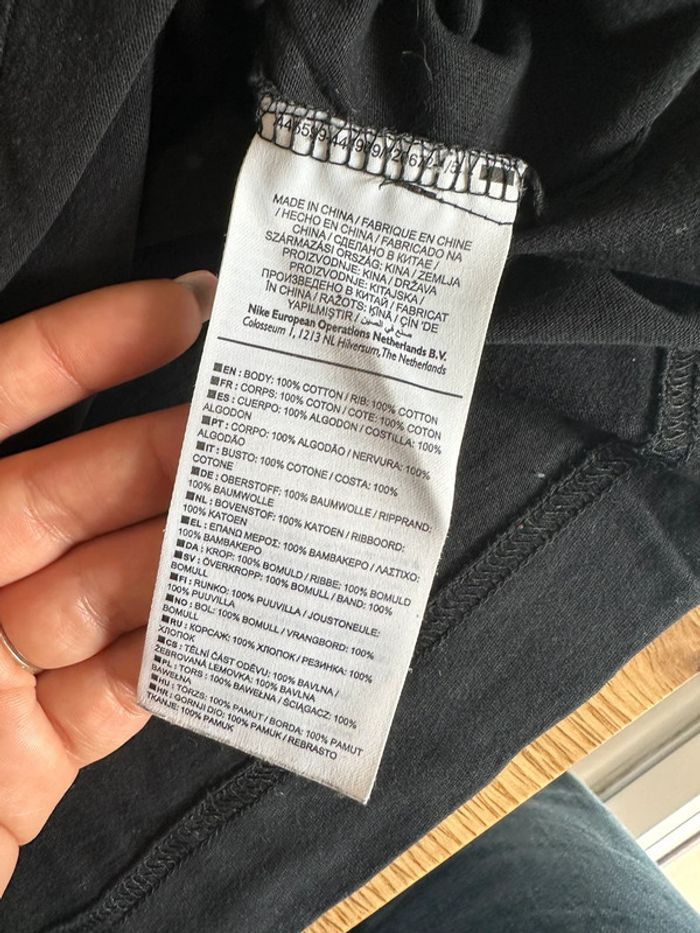 MADE IN CHINA / FABRIQUE EN CHINE
/ HECHO EN CHINA / FABRICADO NA
CHINA / СДЕЛАНО В КИТАЕ /
SZÁRMAZÁSI ORSZÁG: KÍNA / ZEMLJA
PROIZVODNJE: KINA / DRŽAVA
PROIZVODNJE: KITAJSKA /
ПРОИЗВЕДЕНО В КИТАЙ / FABRICAT
ÎN CHINA / RAŽOTS: ĶĪNA / ÇİN 'DE
YAPILMIŞTIR / صنع في الصين
Nike European Operations Netherlands B.V.
Colosseum 1, 1213 NL Hilversum, The Netherlands
EN : BODY: 100% COTTON / RIB: 100% COTTON
FR : CORPS: 100% COTON / COTE: 100% COTON
ES : CUERPO: 100% ALGODON / COSTILLA: 100%
ALGODON
PT : CORPO: 100% ALGODÃO / NERVURA: 100%
ALGODÃO
IT : BUSTO: 100% COTONE / COSTA: 100%
COTONE
DE : OBERSTOFF: 100% BAUMWOLLE / RIPPRAND:
100% BAUMWOLLE
NL : BOVENSTOF: 100% KATOEN / RIBBOORD:
100% KATOEN
EL : ΕΠΑΝΩ ΜΕΡΟΣ: 100% ΒΑΜΒΑΚΕΡΟ / ΛΑΣΤΙΧΟ:
100% ΒΑΜΒΑΚΕΡΟ
DA : KROP: 100% BOMULD / RIBBE: 100% BOMULD
SV : ÖVERKROPP: 100% BOMULL / BAND: 100%
BOMULL
FI : RUNKO: 100% PUUVILLA / JOUSTONEULE:
100% PUUVILLA
NO : BOL: 100% BOMULL / VRANGBORD: 100%
BOMULL
RU : КОРСАЖ: 100% ХЛОПОК / РЕЗИНКА: 100%
ХЛОПОК
CS : TĚLNÍ ČÁST ODĚVU: 100% BAVLNA /
ŽEBROVANÁ LEMOVKA: 100% BAVLNA
PL : TORS : 100% BAWEŁNA / ŚCIĄGACZ: 100%
BAWEŁNA
HU : TÖRZS: 100% PAMUT / BORDA: 100% PAMUT
HR : GORNJI DIO: 100% PAMUK / REBRASTO
TKANJE: 100% PAMUK